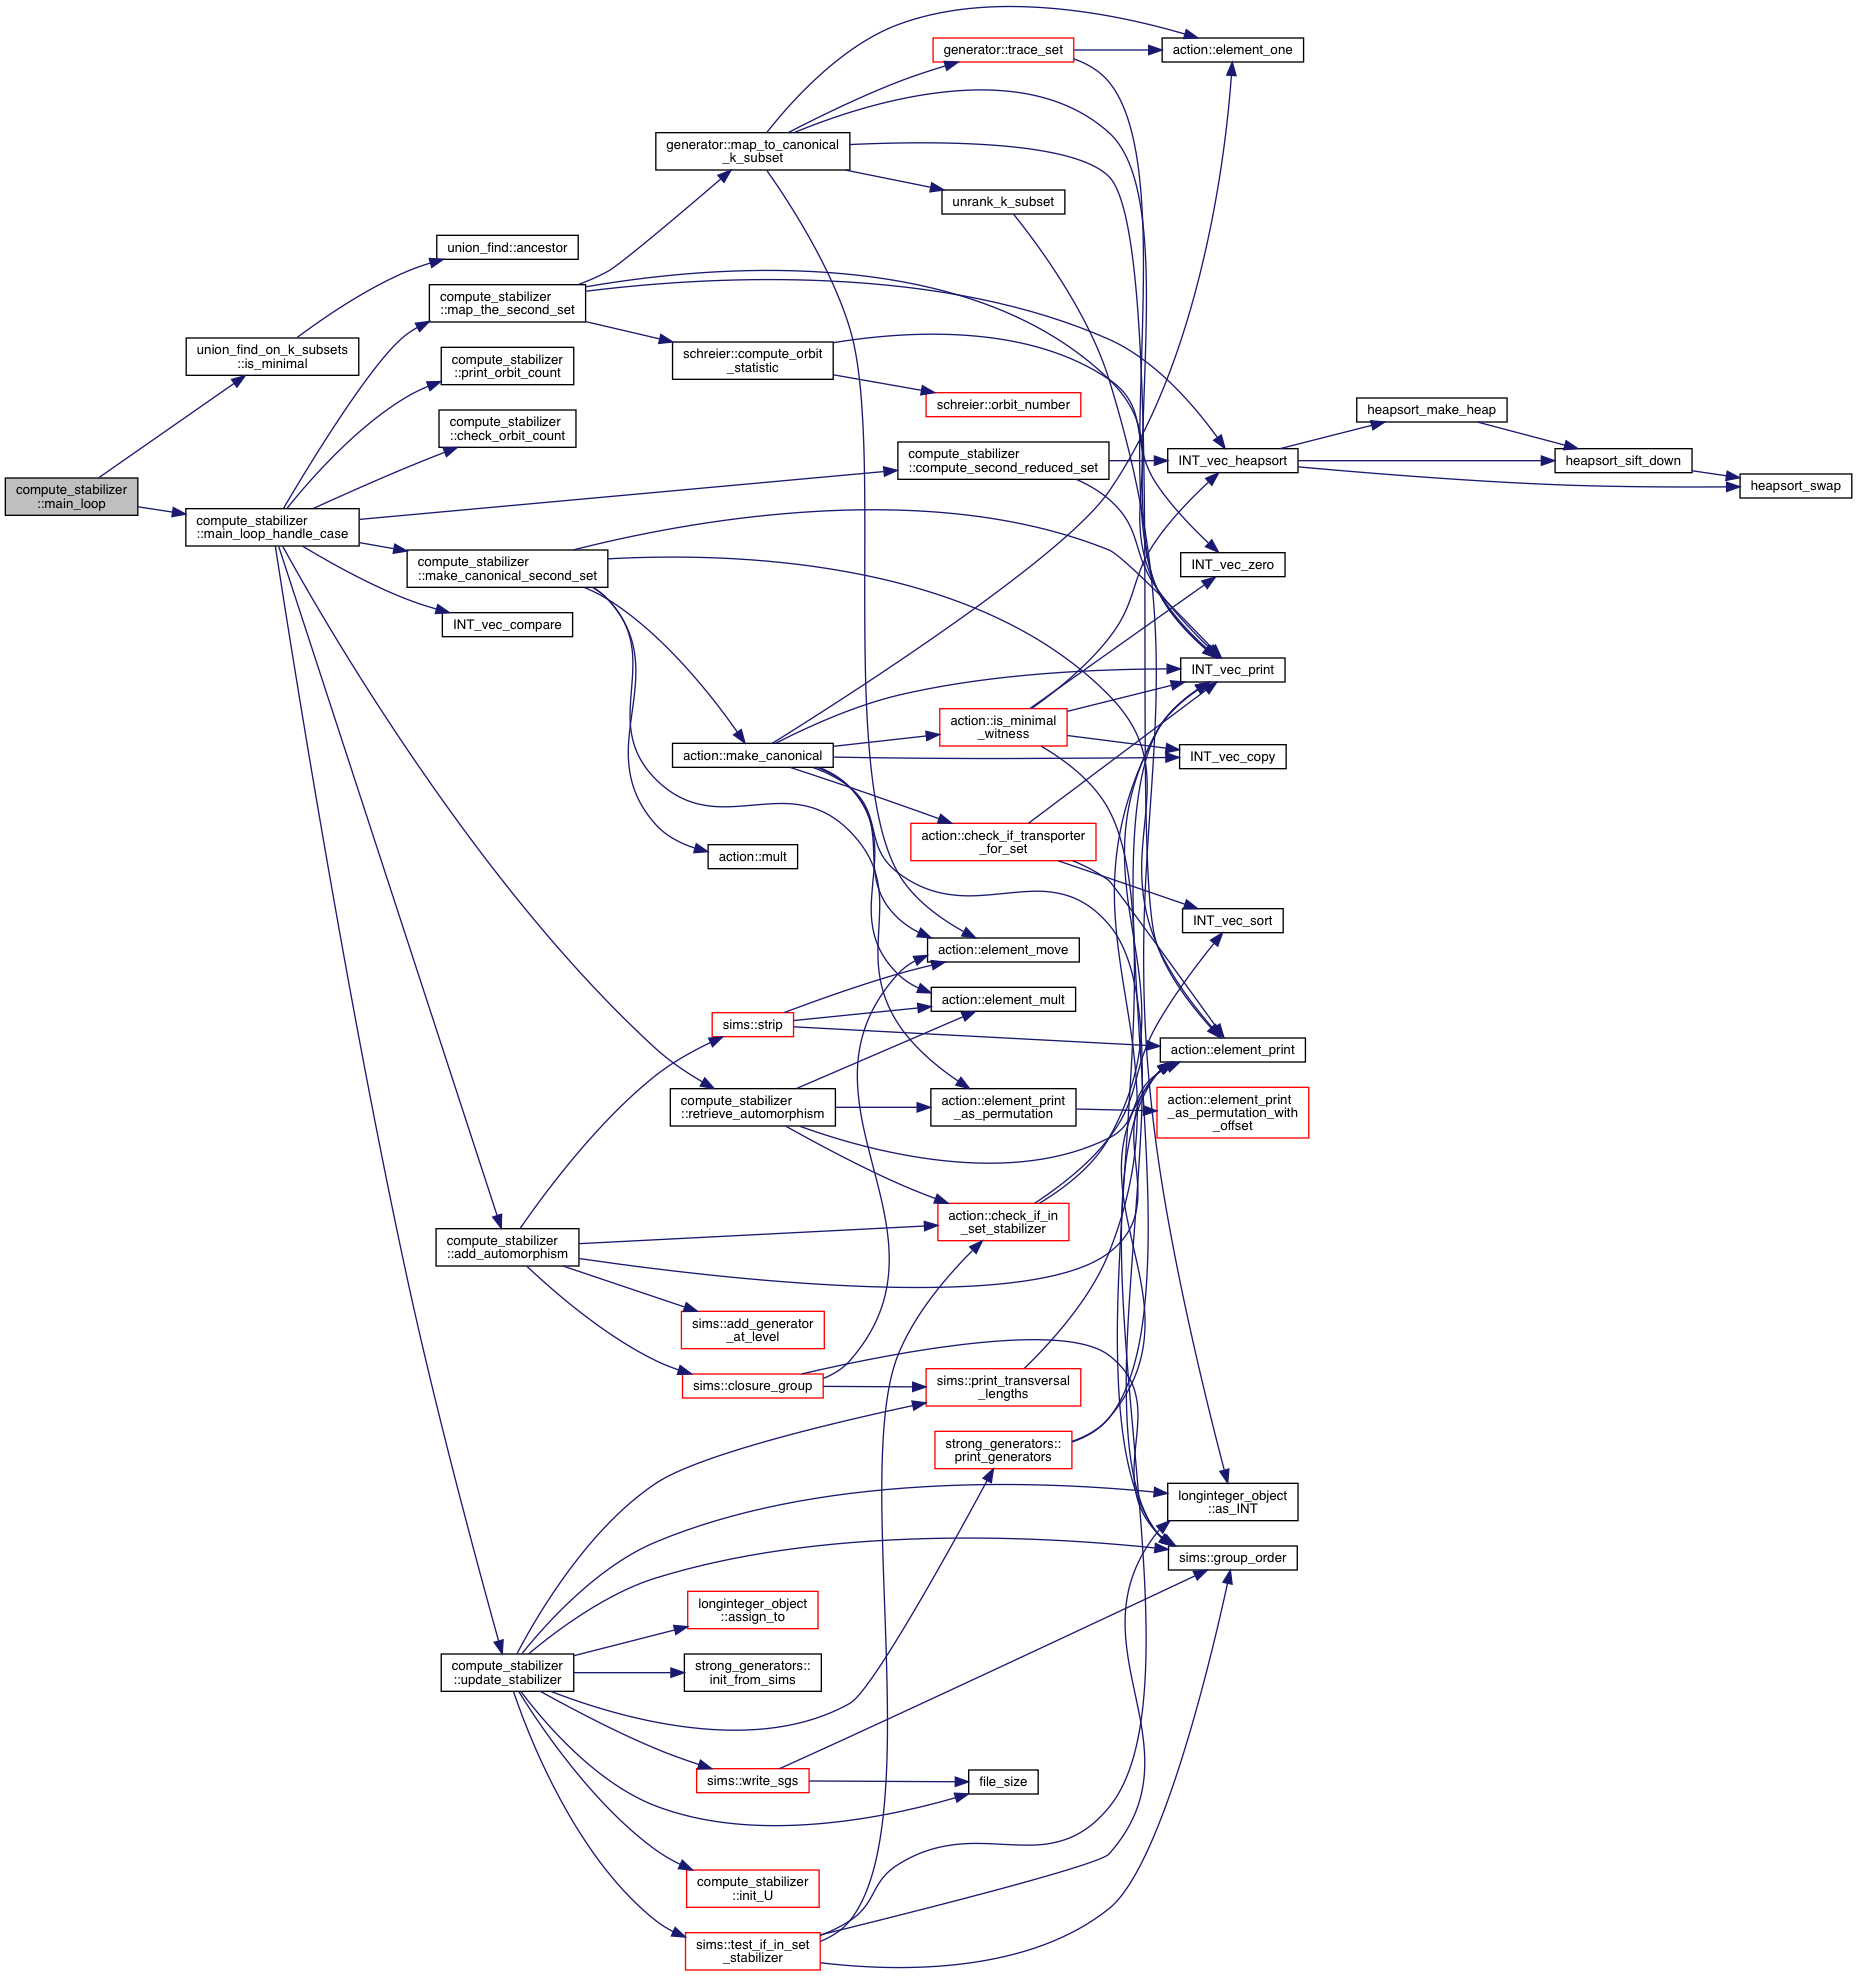 compute_stabilizer
::main_loop
union_find_on_k_subsets
::is_minimal
union_find::ancestor
compute_stabilizer
::main_loop_handle_case
compute_stabilizer
::map_the_second_set
generator::map_to_canonical
_k_subset
generator::trace_set
action::element_one
unrank_k_subset
compute_stabilizer
::print_orbit_count
schreier::compute_orbit
_statistic
schreier::orbit_number
compute_stabilizer
::check_orbit_count
compute_stabilizer
::compute_second_reduced_set
INT_vec_heapsort
heapsort_make_heap
heapsort_sift_down
heapsort_swap
compute_stabilizer
::make_canonical_second_set
INT_vec_compare
INT_vec_zero
INT_vec_print
action::make_canonical
action::is_minimal
_witness
INT_vec_copy
action::check_if_transporter
_for_set
action::mult
INT_vec_sort
action::element_move
action::element_mult
sims::strip
action::element_print
compute_stabilizer
::retrieve_automorphism
action::element_print
_as_permutation
action::element_print
_as_permutation_with
_offset
compute_stabilizer
::add_automorphism
action::check_if_in
_set_stabilizer
sims::add_generator
_at_level
sims::closure_group
sims::print_transversal
_lengths
strong_generators::
print_generators
longinteger_object
::as_INT
sims::group_order
longinteger_object
::assign_to
compute_stabilizer
::update_stabilizer
strong_generators::
init_from_sims
sims::write_sgs
file_size
compute_stabilizer
::init_U
sims::test_if_in_set
_stabilizer